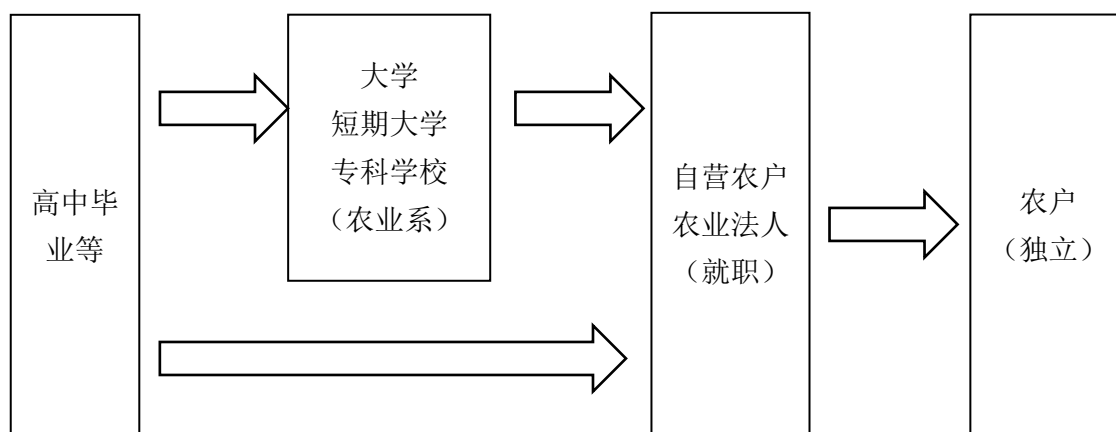 高中毕
业等
大学
短期大学
专科学校
（农业系）
自营农户
农业法人
（就职）
农户
（独立）